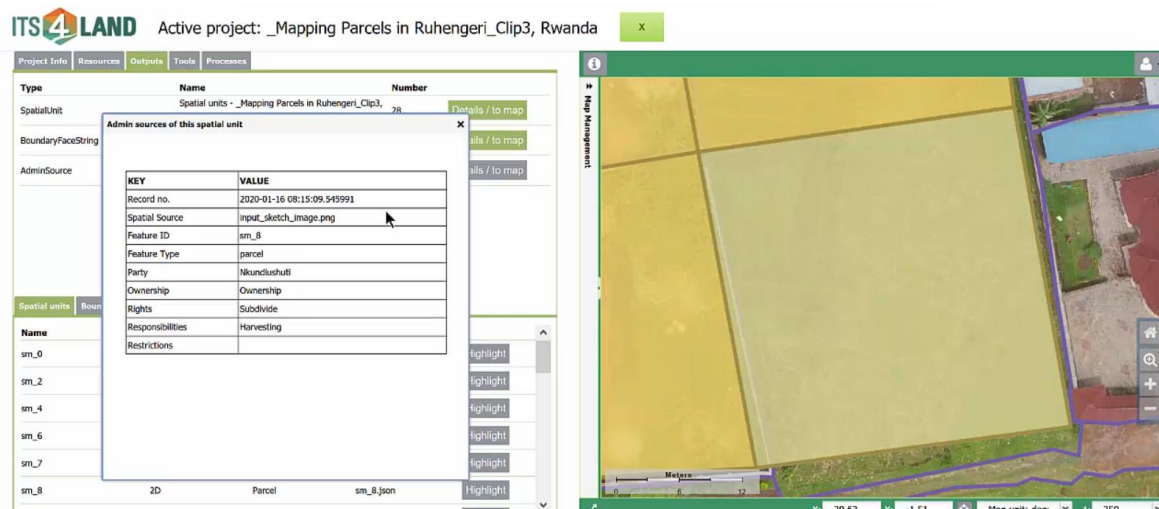 ITS4LAND Active project: _Mapping Parcels in Ruhengeri_Clip3, Rwanda X
Project Info Resources Outputs Tools Processes
Type Name Number
SpatialUnit Spatial units - _Mapping Parcels in Ruhengeri_Clip3, 28 Details / to map
BoundaryFaceString ails / to map
AdminSource ails / to map
Admin sources of this spatial unit ×
KEY VALUE
Record no. 2020-01-16 08:15:09.545991
Spatial Source input_sketch_image.png
Feature ID sm_8
Feature Type parcel
Party Nkundiushuti
Ownership Ownership
Rights Subdivide
Responsibilities Harvesting
Restrictions
Spatial units Boun
Name
sm_0 Highlight
sm_2 Highlight
sm_4 Highlight
sm_6 Highlight
sm_7 Highlight
sm_8 2D Parcel sm_8.json Highlight
Map Management
Meters
0 6 12